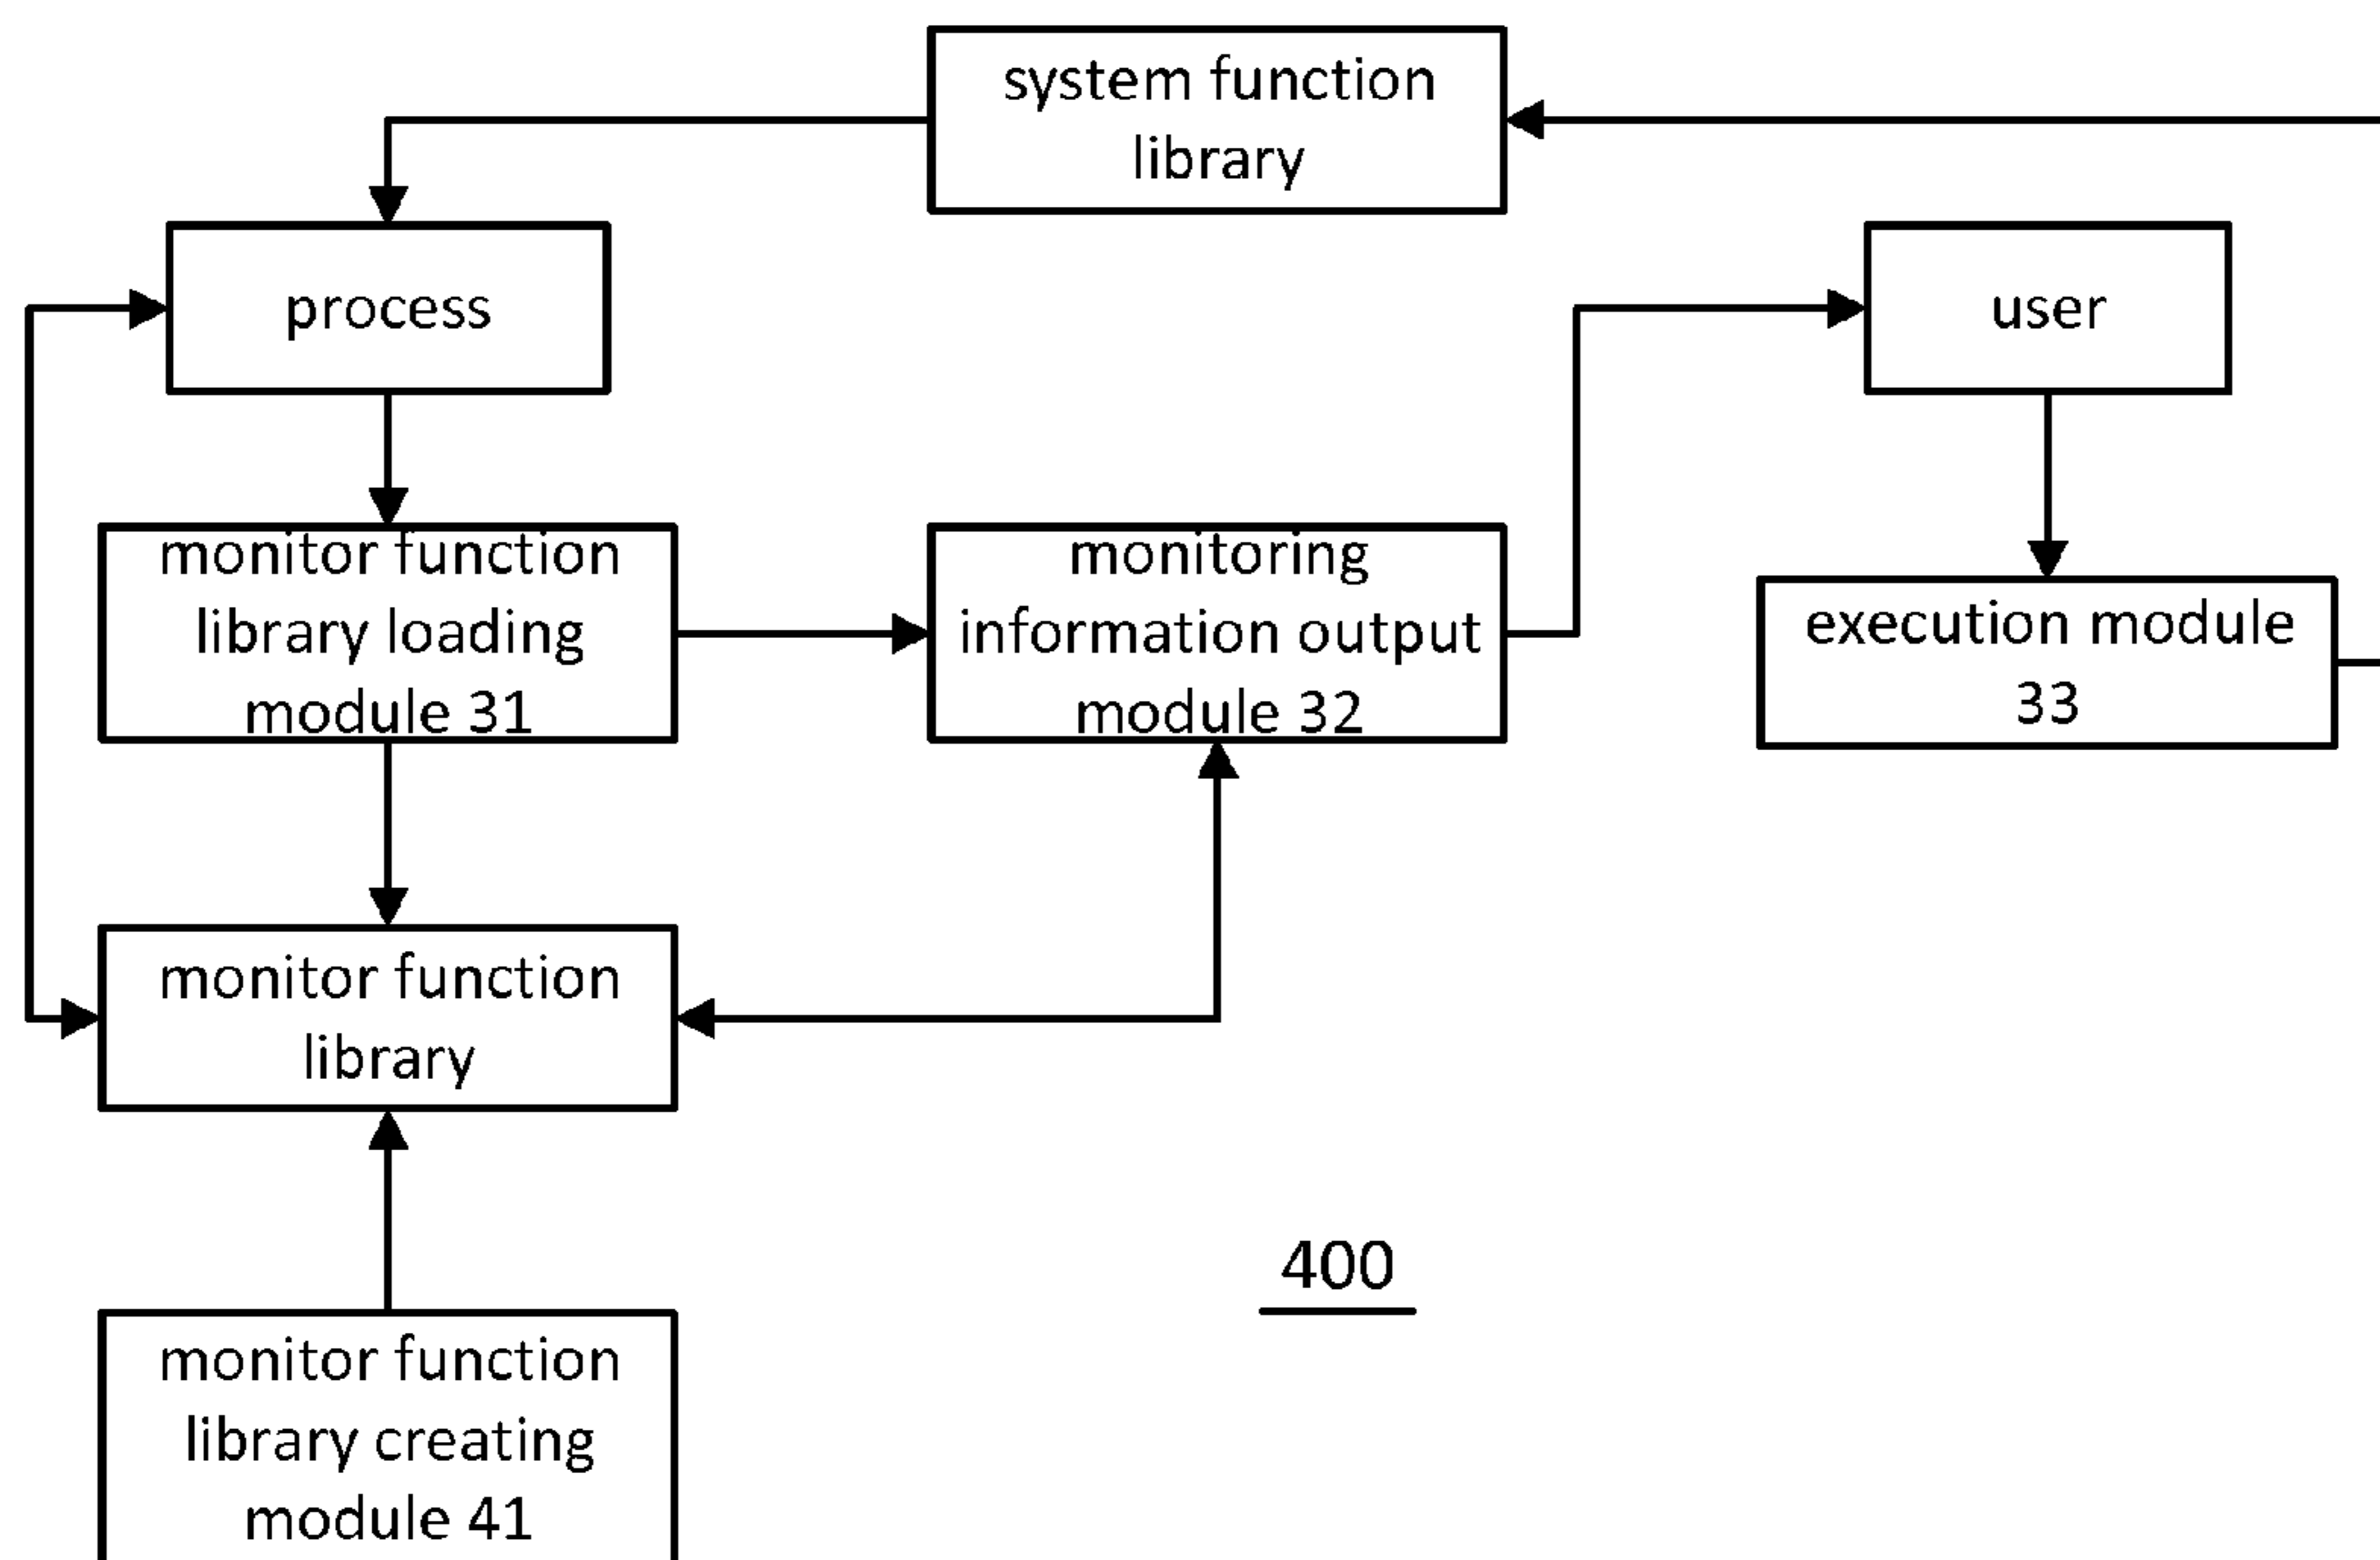 system function
library
process
user
monitor function
library loading
module 31
monitoring
information output
module 32
execution module
33
monitor function
library
400
monitor function
library creating
module 41